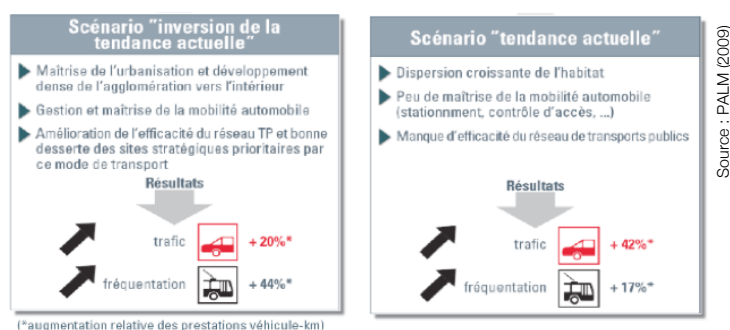 Scénario "inversion de la
tendance actuelle"
Maîtrise de l'urbanisation et développement
dense de l'agglomération vers l'intérieur
Gestion et maîtrise de la mobilité automobile
Amélioration de l'efficacité du réseau TP et bonne
desserte des sites stratégiques prioritaires par
ce mode de transport
Résultats
trafic + 20%*
fréquentation + 44%*
(*augmentation relative des prestations véhicule-km)
Scénario "tendance actuelle"
Dispersion croissante de l'habitat
Peu de maîtrise de la mobilité automobile
(stationnment, contrôle d'accès, ...)
Manque d'efficacité du réseau de transports publics
Résultats
trafic + 42%*
fréquentation + 17%*
Source : PALM (2009)